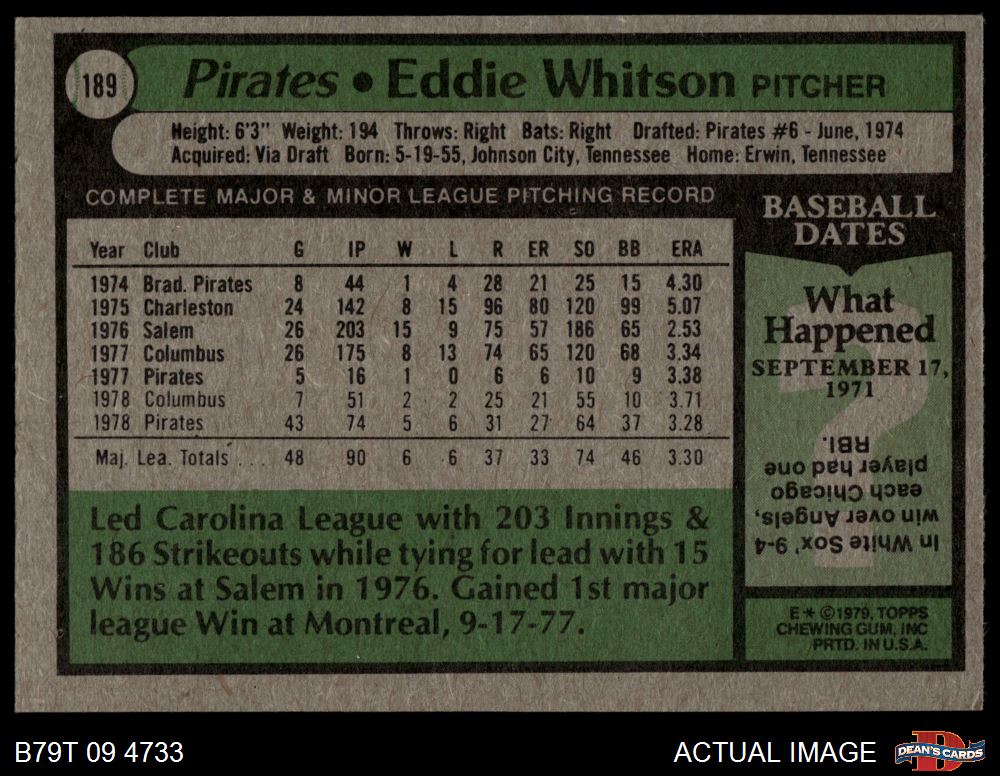 189
Pirates • Eddie Whitson PITCHER
Height: 6'3" Weight: 194 Throws: Right Bats: Right Drafted: Pirates #6 - June, 1974
Acquired: Via Draft Born: 5-19-55, Johnson City, Tennessee Home: Erwin, Tennessee
COMPLETE MAJOR & MINOR LEAGUE PITCHING RECORD
Year Club G IP W L R ER SO BB ERA
1974 Brad. Pirates 8 44 1 4 28 21 25 15 4.30
1975 Charleston 24 142 8 15 96 80 120 99 5.07
1976 Salem 26 203 15 9 75 57 186 65 2.53
1977 Columbus 26 175 8 13 74 65 120 68 3.34
1977 Pirates 5 16 1 0 6 6 10 9 3.38
1978 Columbus 7 51 2 2 25 21 55 10 3.71
1978 Pirates 43 74 5 6 31 27 64 37 3.28
Maj. Lea. Totals ... 48 90 6 6 37 33 74 46 3.30
Led Carolina League with 203 Innings &
186 Strikeouts while tying for lead with 15
Wins at Salem in 1976. Gained 1st major
league Win at Montreal, 9-17-77.
BASEBALL
DATES
What
Happened
SEPTEMBER 17,
1971
In White Sox' 9-4
win over Angels,
each Chicago
player had one
RBI.
E * © 1979, TOPPS
CHEWING GUM, INC
PRTD. IN U.S.A.
B79T 09 4733
ACTUAL IMAGE
DEAN'S CARDS